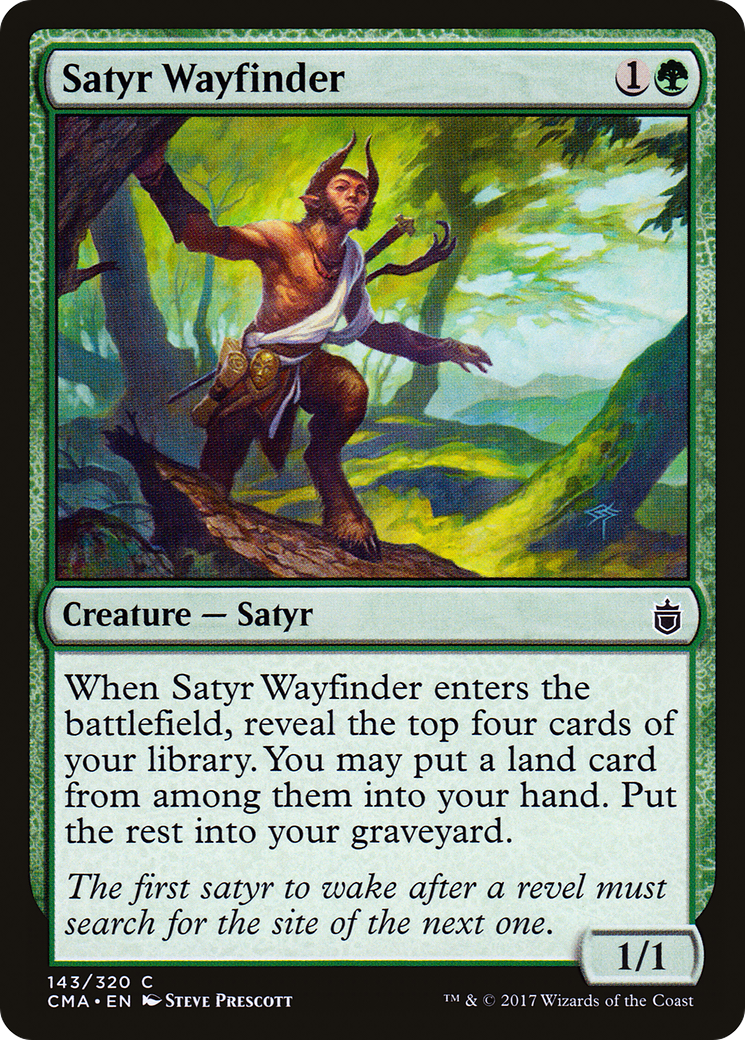 Satyr Wayfinder 1
Creature — Satyr
When Satyr Wayfinder enters the
battlefield, reveal the top four cards of
your library. You may put a land card
from among them into your hand. Put
the rest into your graveyard.
The first satyr to wake after a revel must
search for the site of the next one.
1/1
143/320 C
CMA • EN Steve Prescott
™ & © 2017 Wizards of the Coast